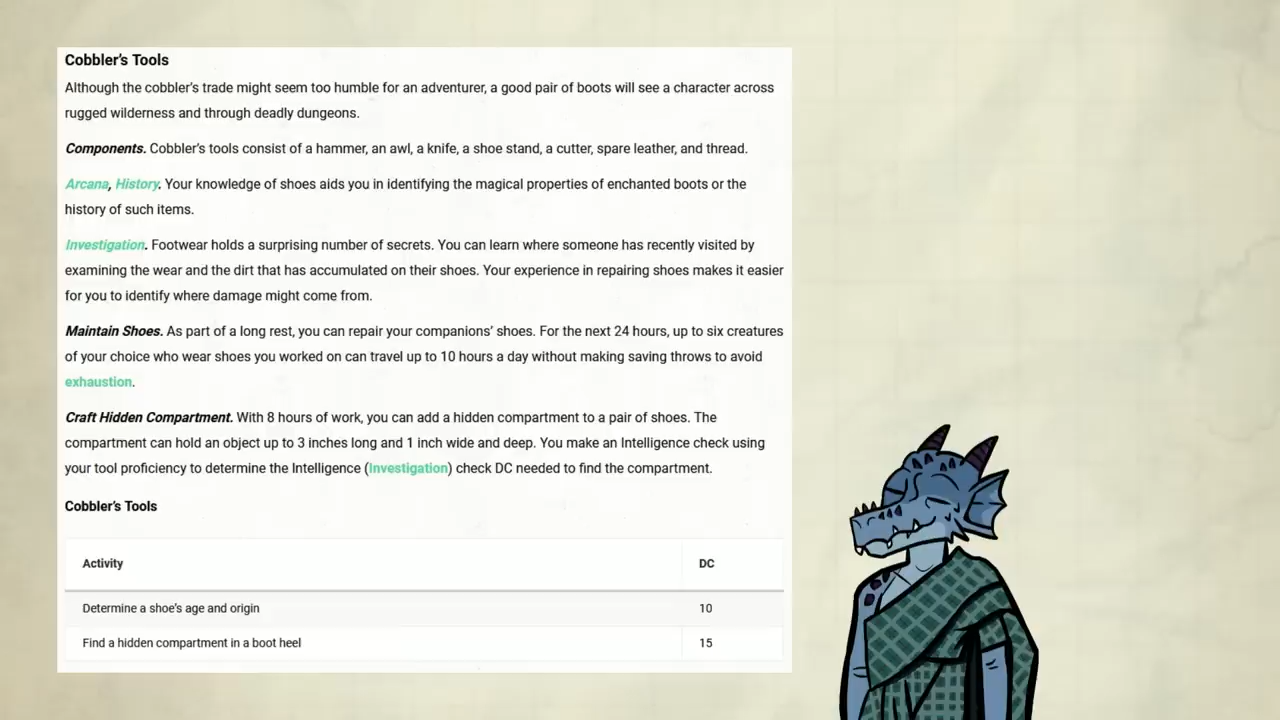 Cobbler's Tools
Although the cobbler's trade might seem too humble for an adventurer, a good pair of boots will see a character across
rugged wilderness and through deadly dungeons.
Components. Cobbler's tools consist of a hammer, an awl, a knife, a shoe stand, a cutter, spare leather, and thread.
Arcana, History. Your knowledge of shoes aids you in identifying the magical properties of enchanted boots or the
history of such items.
Investigation. Footwear holds a surprising number of secrets. You can learn where someone has recently visited by
examining the wear and the dirt that has accumulated on their shoes. Your experience in repairing shoes makes it easier
for you to identify where damage might come from.
Maintain Shoes. As part of a long rest, you can repair your companions' shoes. For the next 24 hours, up to six creatures
of your choice who wear shoes you worked on can travel up to 10 hours a day without making saving throws to avoid
exhaustion.
Craft Hidden Compartment. With 8 hours of work, you can add a hidden compartment to a pair of shoes. The
compartment can hold an object up to 3 inches long and 1 inch wide and deep. You make an Intelligence check using
your tool proficiency to determine the Intelligence (Investigation) check DC needed to find the compartment.
Cobbler's Tools
Activity DC
Determine a shoe's age and origin 10
Find a hidden compartment in a boot heel 15